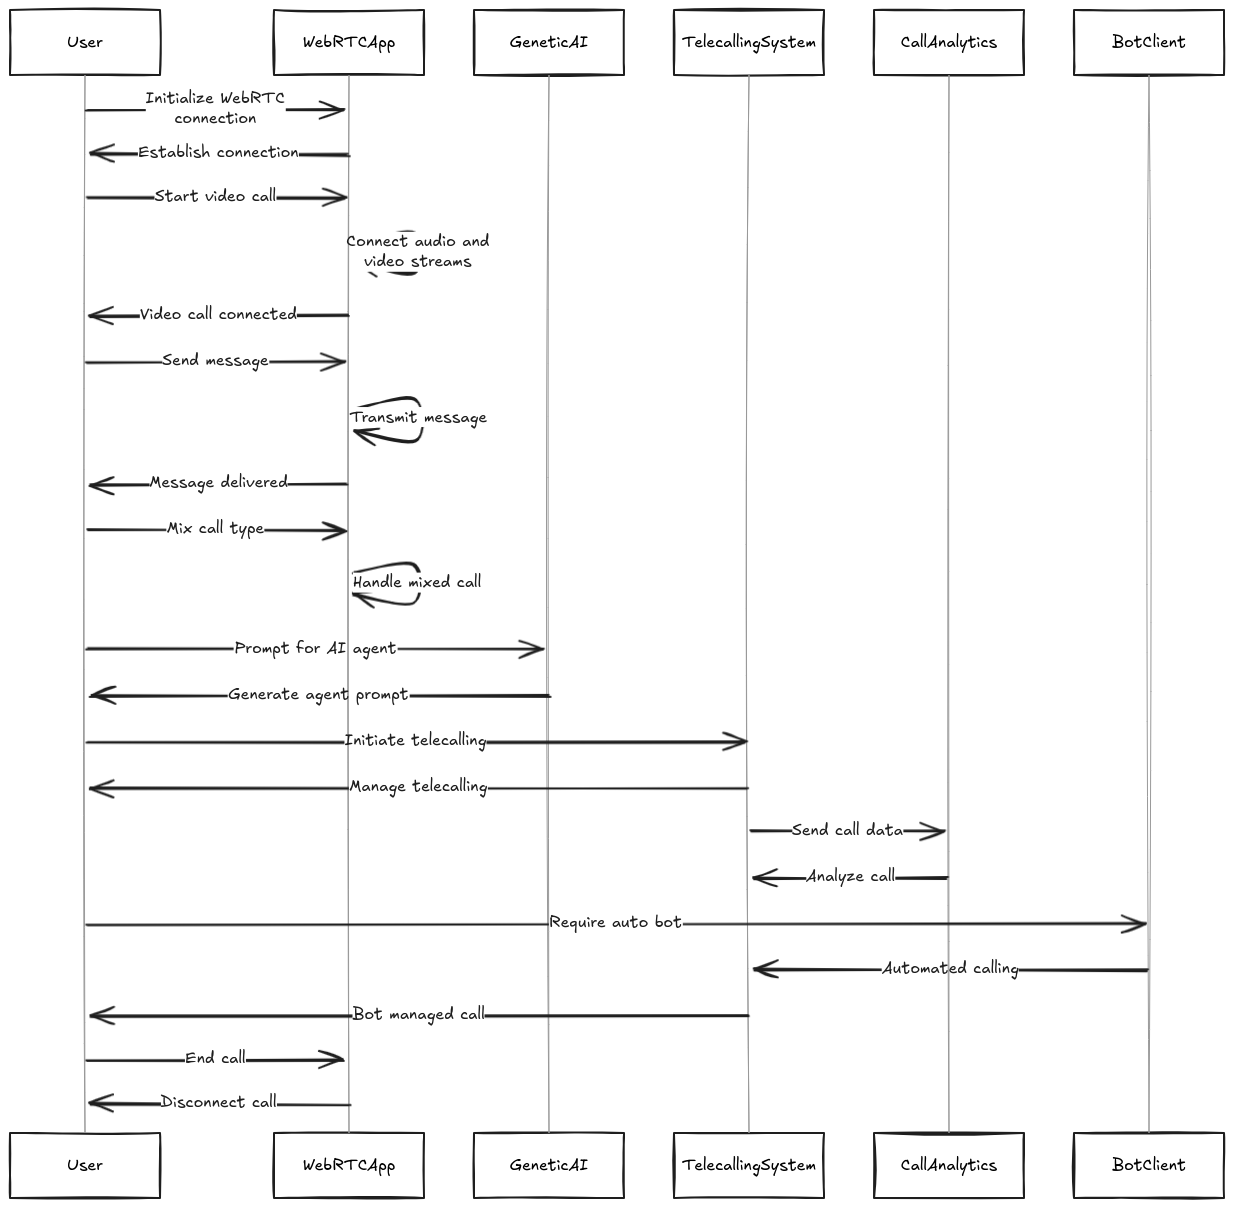 User WebRTCApp GeneticAI TelecallingSystem CallAnalytics BotClient
Initialize WebRTC
connection
Establish connection
Start video call
Connect audio and
video streams
Video call connected
Send message
Transmit message
Message delivered
Mix call type
Handle mixed call
Prompt for AI agent
Generate agent prompt
Initiate telecalling
Manage telecalling
Send call data
Analyze call
Require auto bot
Automated calling
Bot managed call
End call
Disconnect call
User WebRTCApp GeneticAI TelecallingSystem CallAnalytics BotClient